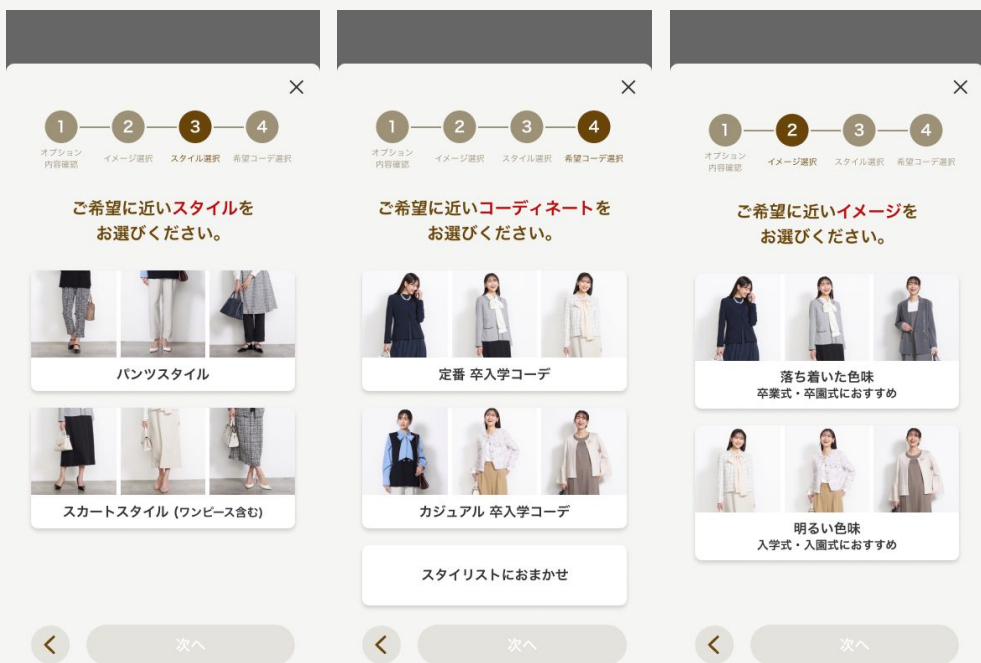 1
2
3
4
オプション
内容確認
イメージ選択
スタイル選択
希望コーデ選択
ご希望に近いスタイルを
お選びください。
パンツスタイル
スカートスタイル (ワンピース含む)
次へ
1
2
3
4
オプション
内容確認
イメージ選択
スタイル選択
希望コーデ選択
ご希望に近いコーディネートを
お選びください。
定番 卒入学コーデ
カジュアル 卒入学コーデ
スタイリストにおまかせ
次へ
1
2
3
4
オプション
内容確認
イメージ選択
スタイル選択
希望コーデ選択
ご希望に近いイメージを
お選びください。
落ち着いた色味
卒業式・卒園式におすすめ
明るい色味
入学式・入園式におすすめ
次へ